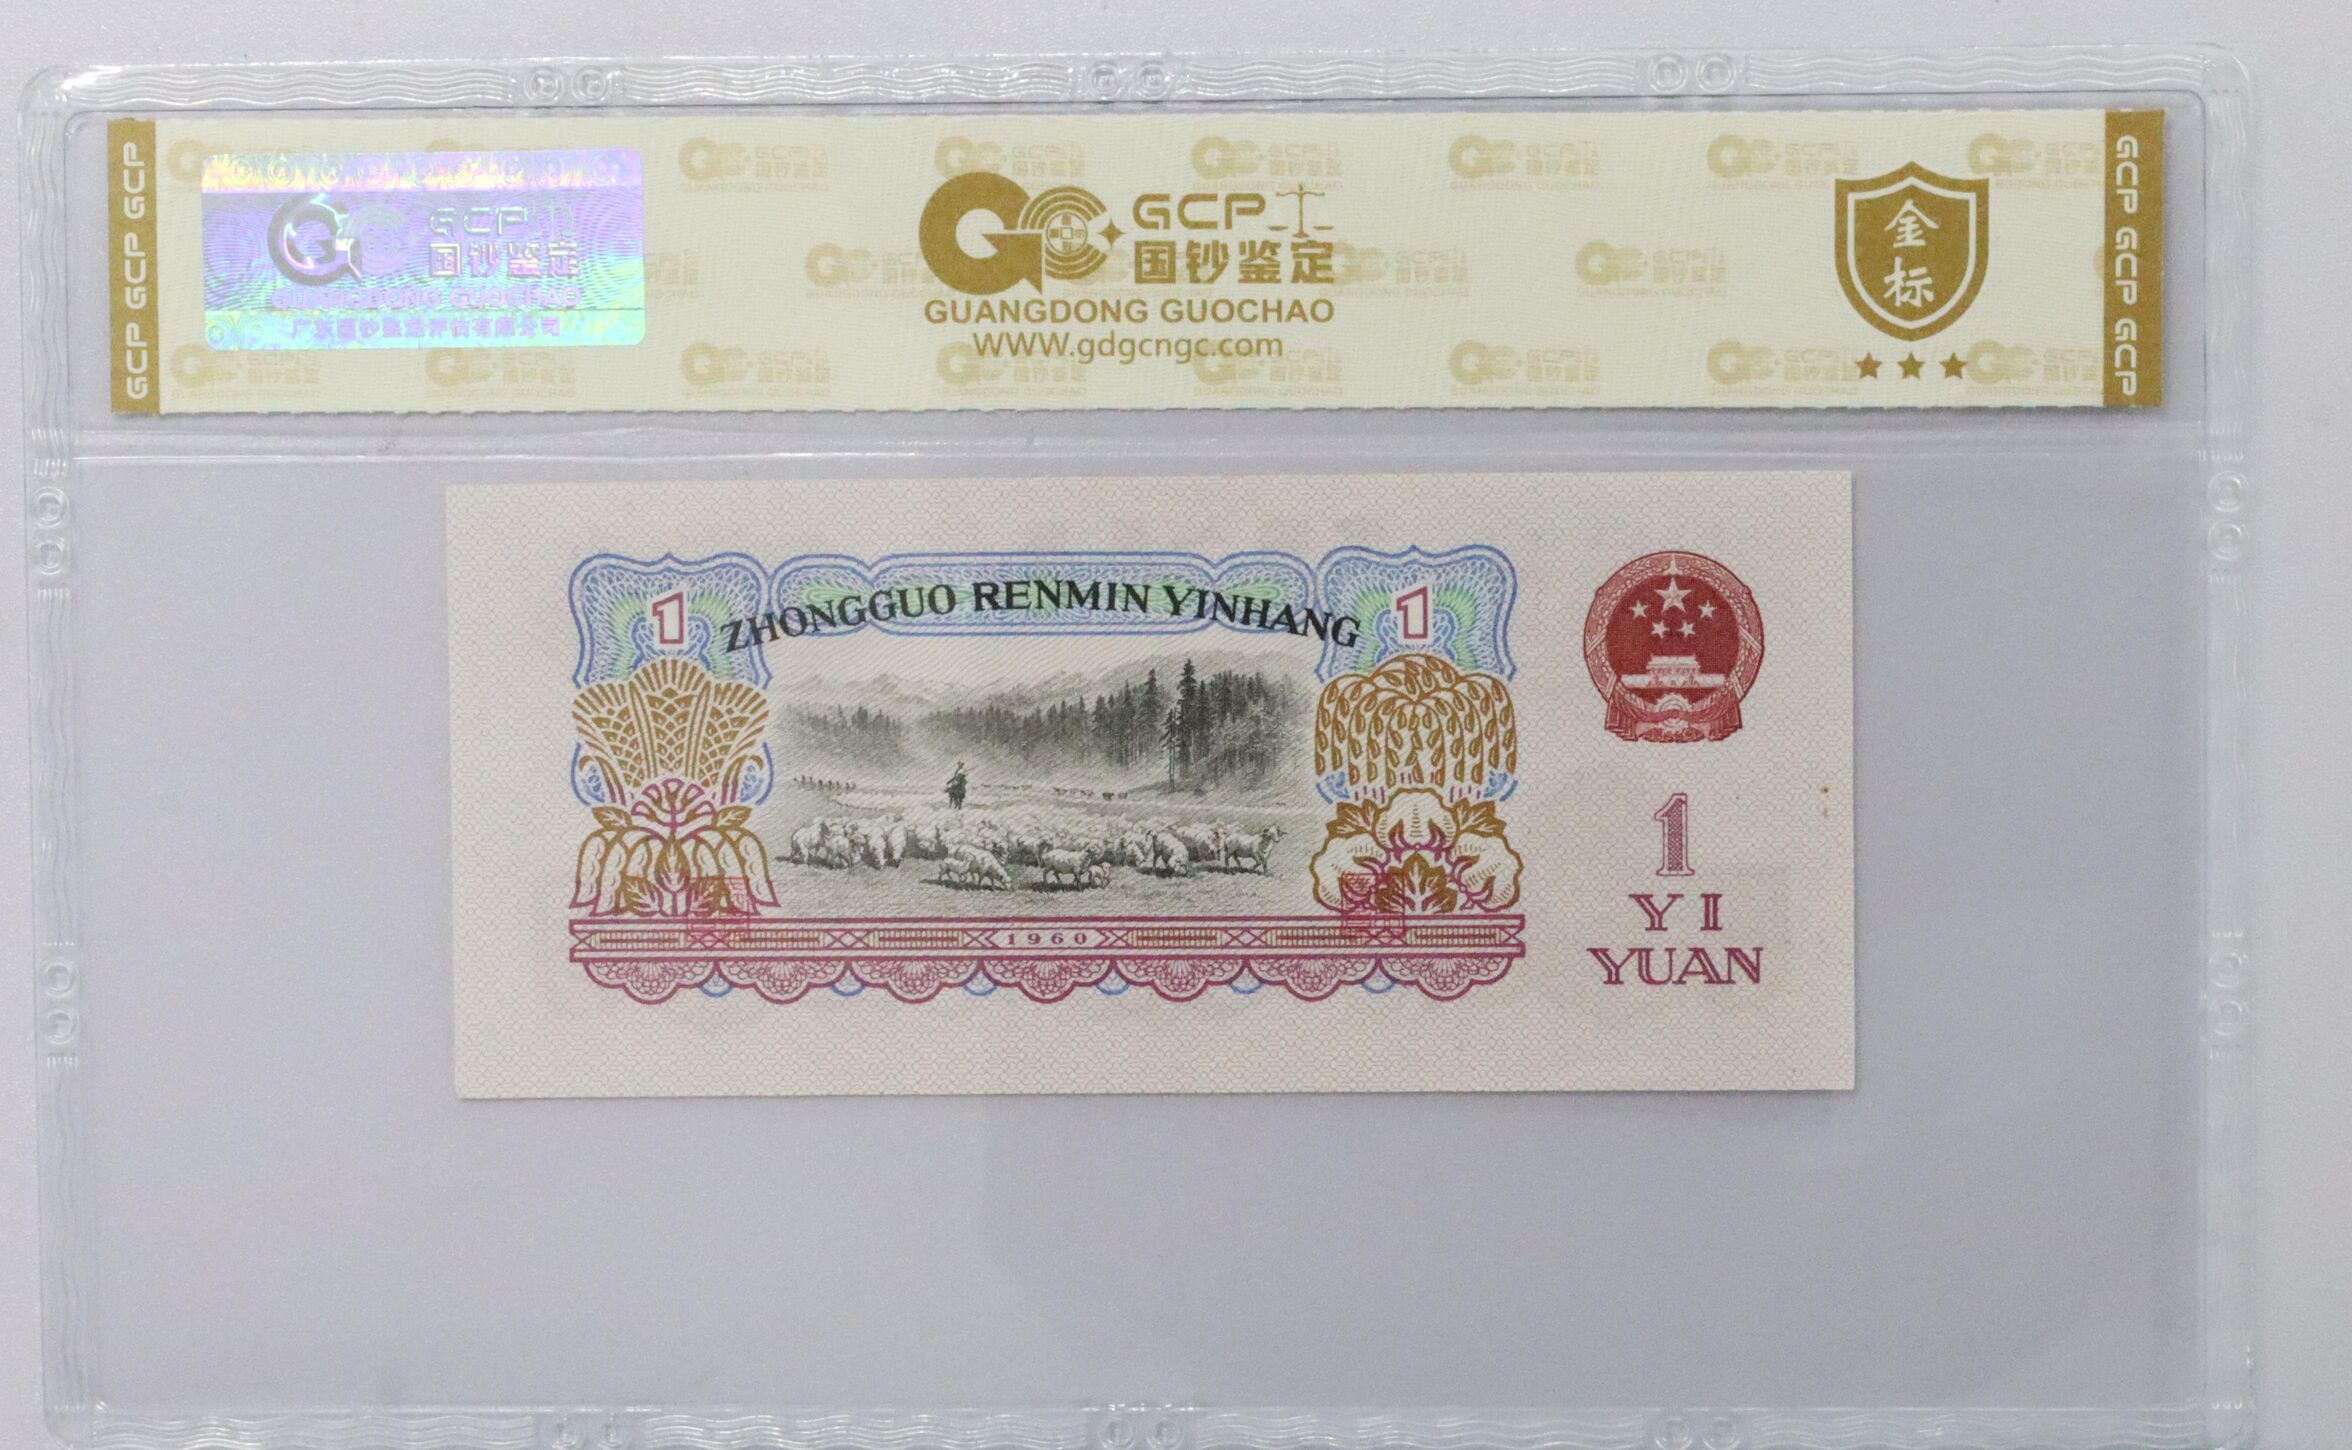 GCP GCP GCP
GCP
国钞鉴定
GUANGDONG GUOCHAO
广东国钞鉴定评估有限公司
GCP
国钞鉴定
GUANGDONG GUOCHAO
www.gdgcngc.com
金标
GCP GCP GCP
1
ZHONGGUO RENMIN YINHANG
1
1960
1
YI
YUAN